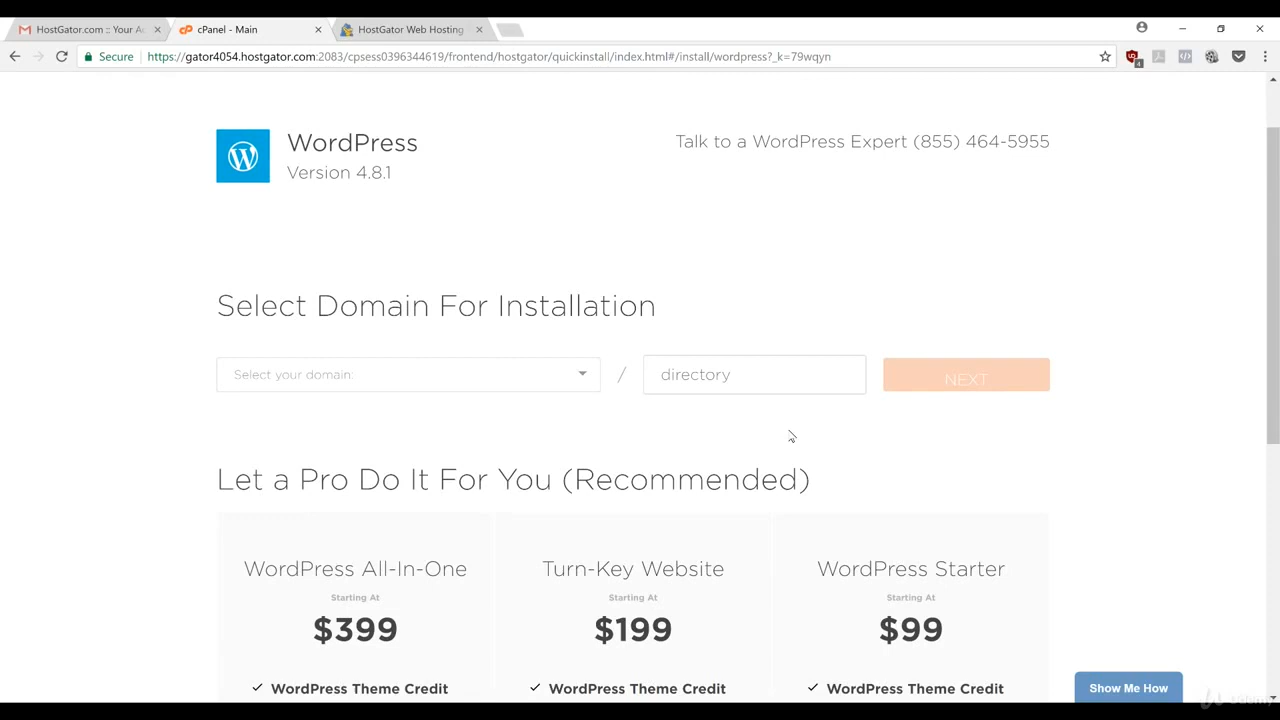 HostGator.com :: Your A
cPanel - Main
HostGator Web Hosting
Secure
https://gator4054.hostgator.com:2083/cpsess0396344619/frontend/hostgator/quickinstall/index.html#/install/wordpress?_k=79wqyn
4
WordPress
Version 4.8.1
Talk to a WordPress Expert (855) 464-5955
Select Domain For Installation
Select your domain:
/
directory
NEXT
Let a Pro Do It For You (Recommended)
WordPress All-In-One
Starting At
$399
WordPress Theme Credit
Turn-Key Website
Starting At
$199
WordPress Theme Credit
WordPress Starter
Starting At
$99
WordPress Theme Credit
Show Me How
Udemy